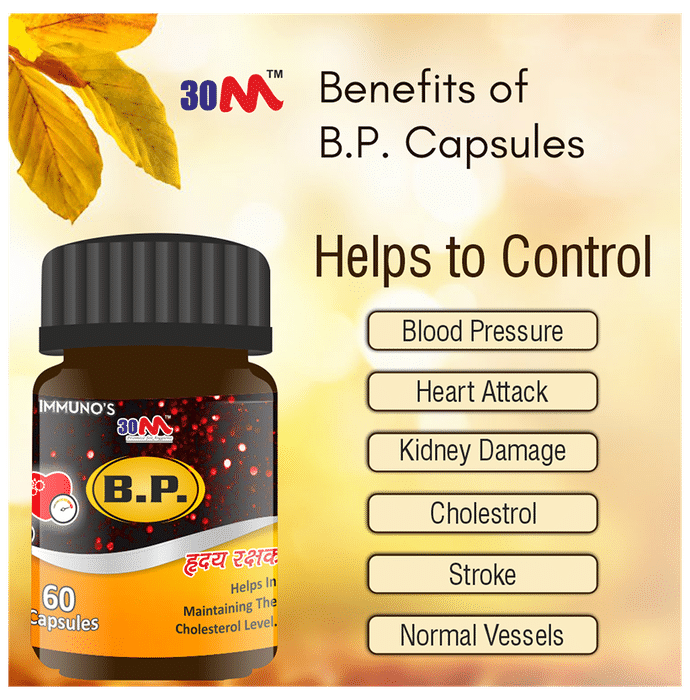 30M™
Benefits of
B.P. Capsules
Helps to Control
Blood Pressure
Heart Attack
Kidney Damage
Cholestrol
Stroke
Normal Vessels
IMMUNO'S
30M
B.P.
हृदय रक्षक
60
Capsules
Helps In
Maintaining The
Cholesterol Level.